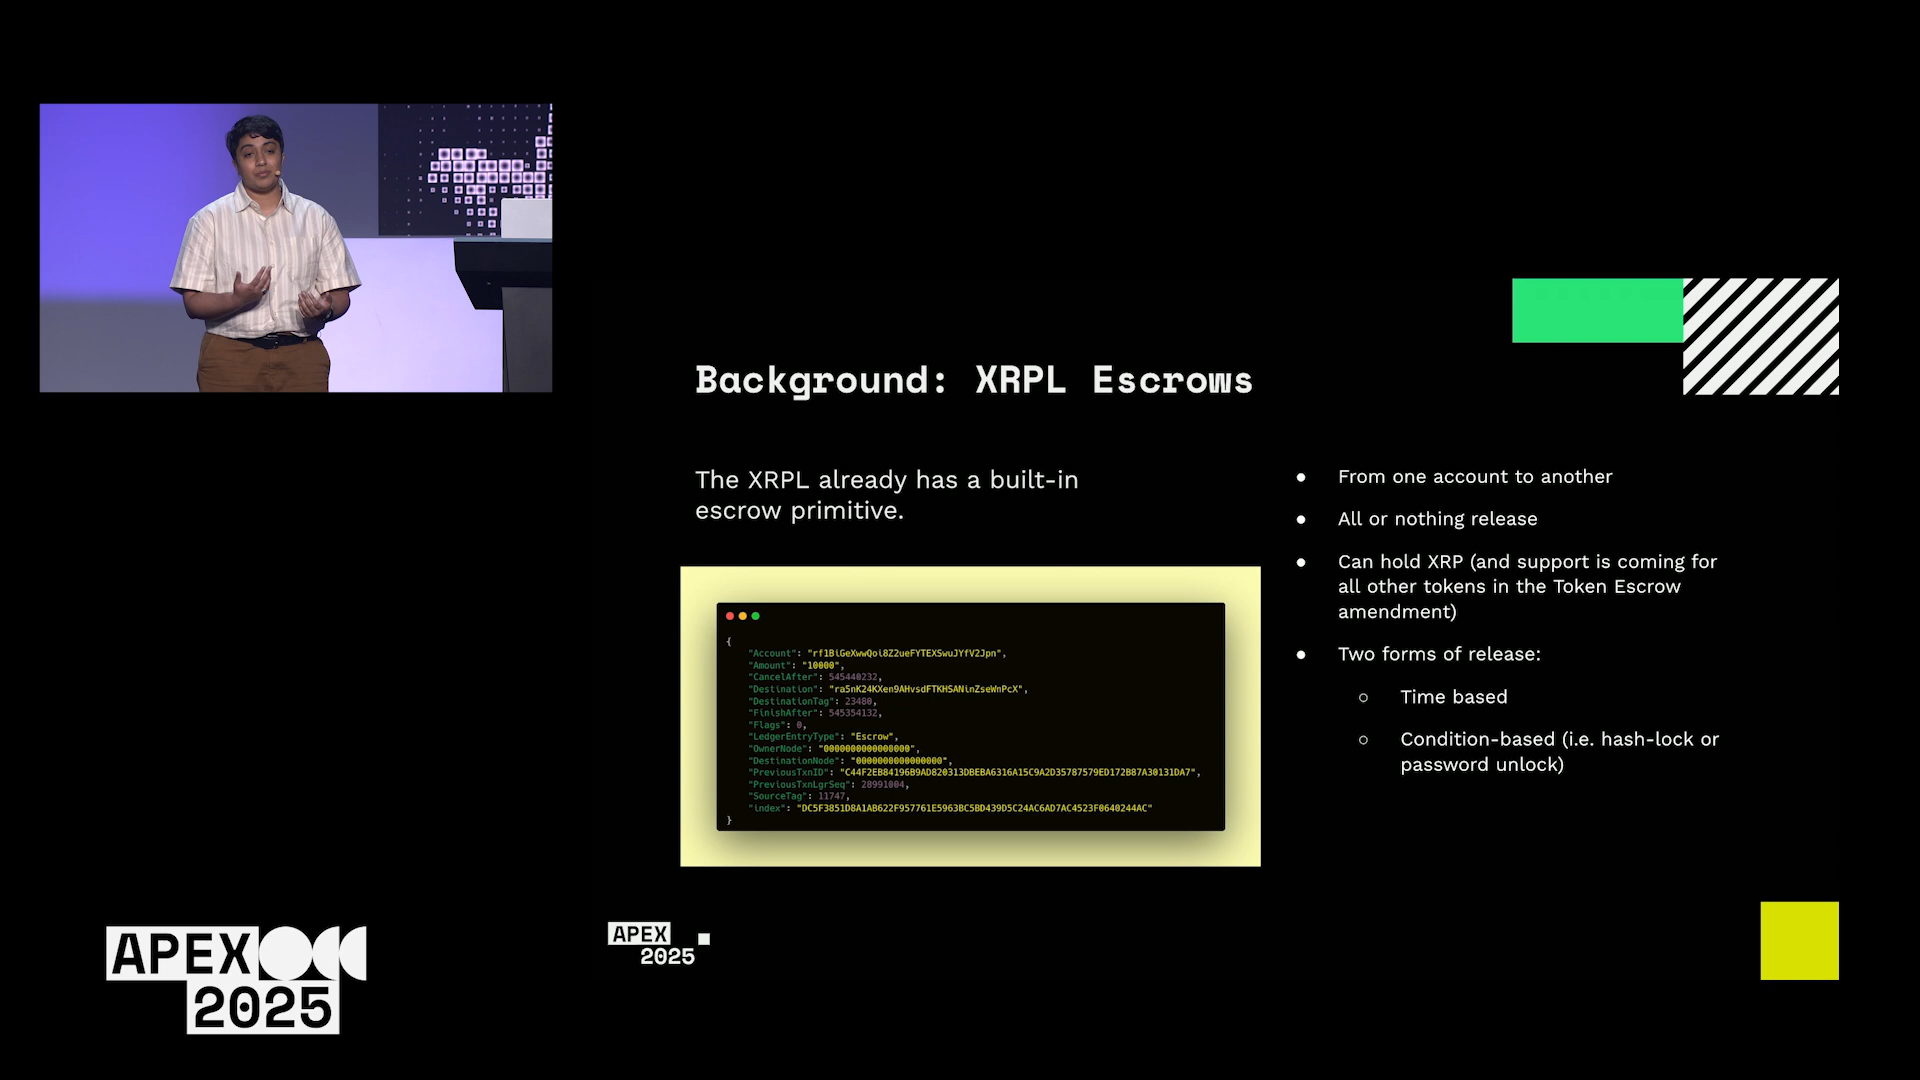 Background: XRPL Escrows
The XRPL already has a built-in
escrow primitive.
{
"Account": "rf1BiGeXwwQoi8Z2ueFYTEXSwuJYfV2Jpn",
"Amount": "10000",
"CancelAfter": 545440232,
"Destination": "ra5nK24KXen9AHvsdFTKHSANinZseWnPcX",
"DestinationTag": 23480,
"FinishAfter": 545354132,
"Flags": 0,
"LedgerEntryType": "Escrow",
"OwnerNode": "0000000000000000",
"DestinationNode": "0000000000000000",
"PreviousTxnID": "C44F2EB84196B9AD820313DBEBA6316A15C9A2D35787579ED172B87A30131DA7",
"PreviousTxnLgrSeq": 28991004,
"SourceTag": 11747,
"index": "DC5F3851D8A1AB622F957761E5963BC5BD439D5C24AC6AD7AC4523F0640244AC"
}
● From one account to another
● All or nothing release
● Can hold XRP (and support is coming for
all other tokens in the Token Escrow
amendment)
● Two forms of release:
○ Time based
○ Condition-based (i.e. hash-lock or
password unlock)
APEX
2025
APEX
2025